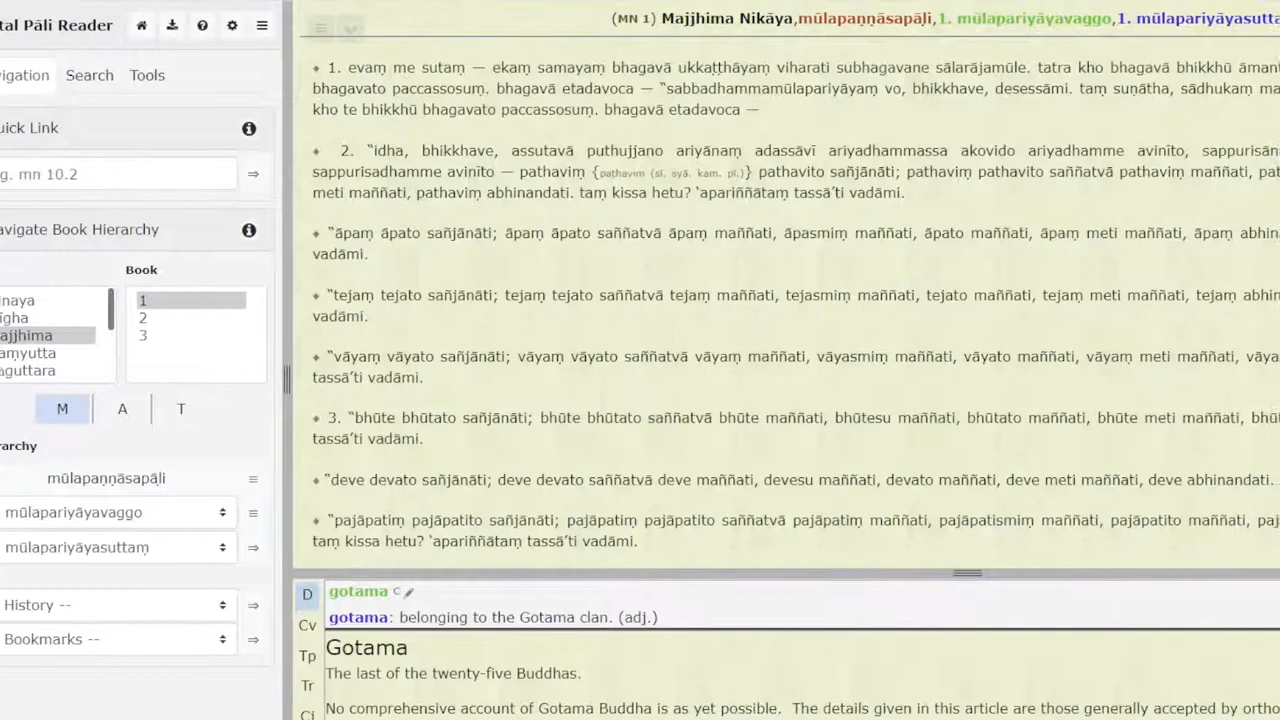 tal Pāli Reader
vigation Search Tools
uick Link
g. mn 10.2
avigate Book Hierarchy
Book
inaya
igha
ajjhima
aṃyutta
ṅguttara
1
2
3
M A T
rarchy
mūlapaṇṇāsapāḷi
mūlapariyāyavaggo
mūlapariyāyasuttaṃ
History --
Bookmarks --
(MN 1) Majjhima Nikāya,mūlapaṇṇāsapāḷi,1. mūlapariyāyavaggo,1. mūlapariyāyasutta
♦ 1. evaṃ me sutaṃ — ekaṃ samayaṃ bhagavā ukkaṭṭhāyaṃ viharati subhagavane sālarājamūle. tatra kho bhagavā bhikkhū āmant
bhagavato paccassosuṃ. bhagavā etadavoca — “sabbadhammamūlapariyāyaṃ vo, bhikkhave, desessāmi. taṃ suṇātha, sādhukaṃ ma
kho te bhikkhū bhagavato paccassosuṃ. bhagavā etadavoca —
♦ 2. “idha, bhikkhave, assutavā puthujjano ariyānaṃ adassāvī ariyadhammassa akovido ariyadhamme avinīto, sappurisān
sappurisadhamme avinīto — pathaviṃ {paṭhaviṃ (sī. syā. kaṃ. pī.)} pathavito sañjānāti; pathaviṃ pathavito saññatvā pathaviṃ maññati, pat
meti maññati, pathaviṃ abhinandati. taṃ kissa hetu? ‘apariññātaṃ tassā’ti vadāmi.
♦ “āpaṃ āpato sañjānāti; āpaṃ āpato saññatvā āpaṃ maññati, āpasmiṃ maññati, āpato maññati, āpaṃ meti maññati, āpaṃ abhin
vadāmi.
♦ “tejaṃ tejato sañjānāti; tejaṃ tejato saññatvā tejaṃ maññati, tejasmiṃ maññati, tejato maññati, tejaṃ meti maññati, tejaṃ abhin
vadāmi.
♦ “vāyaṃ vāyato sañjānāti; vāyaṃ vāyato saññatvā vāyaṃ maññati, vāyasmiṃ maññati, vāyato maññati, vāyaṃ meti maññati, vāya
tassā’ti vadāmi.
♦ 3. “bhūte bhūtato sañjānāti; bhūte bhūtato saññatvā bhūte maññati, bhūtesu maññati, bhūtato maññati, bhūte meti maññati, bhū
tassā’ti vadāmi.
♦ “deve devato sañjānāti; deve devato saññatvā deve maññati, devesu maññati, devato maññati, deve meti maññati, deve abhinandati.
♦ “pajāpatiṃ pajāpatito sañjānāti; pajāpatiṃ pajāpatito saññatvā pajāpatiṃ maññati, pajāpatismiṃ maññati, pajāpatito maññati, paj
taṃ kissa hetu? ‘apariññātaṃ tassā’ti vadāmi.
D gotama c
gotama: belonging to the Gotama clan. (adj.)
Cv
Gotama
Tp
The last of the twenty-five Buddhas.
Tr
Ci
No comprehensive account of Gotama Buddha is as yet possible. The details given in this article are those generally accepted by ortho